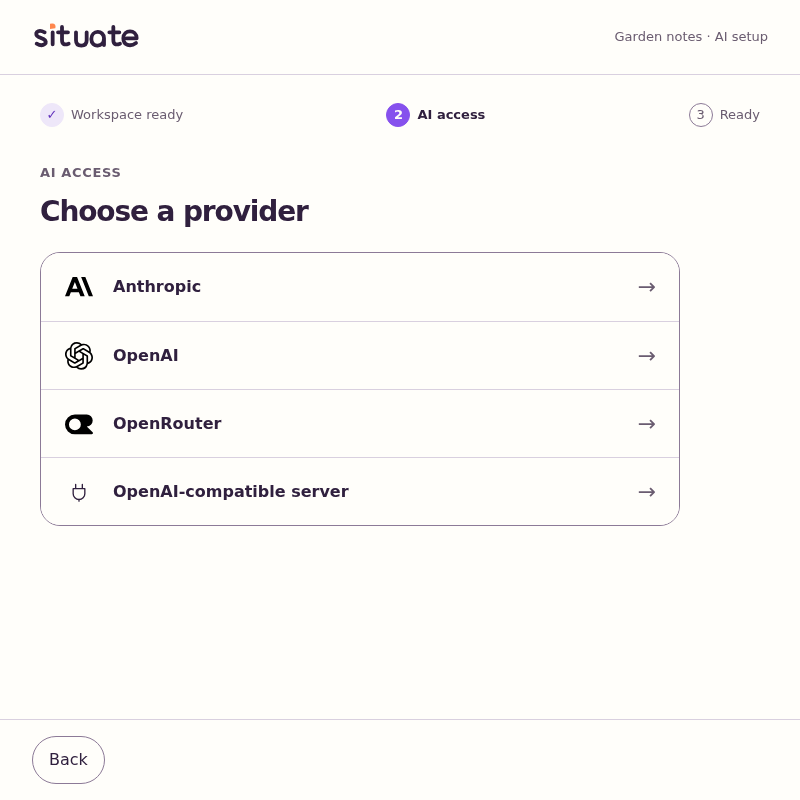 situate
Garden notes · AI setup
✓ Workspace ready
2 AI access
3 Ready
AI ACCESS
Choose a provider
Anthropic →
OpenAI →
OpenRouter →
OpenAI-compatible server →
Back